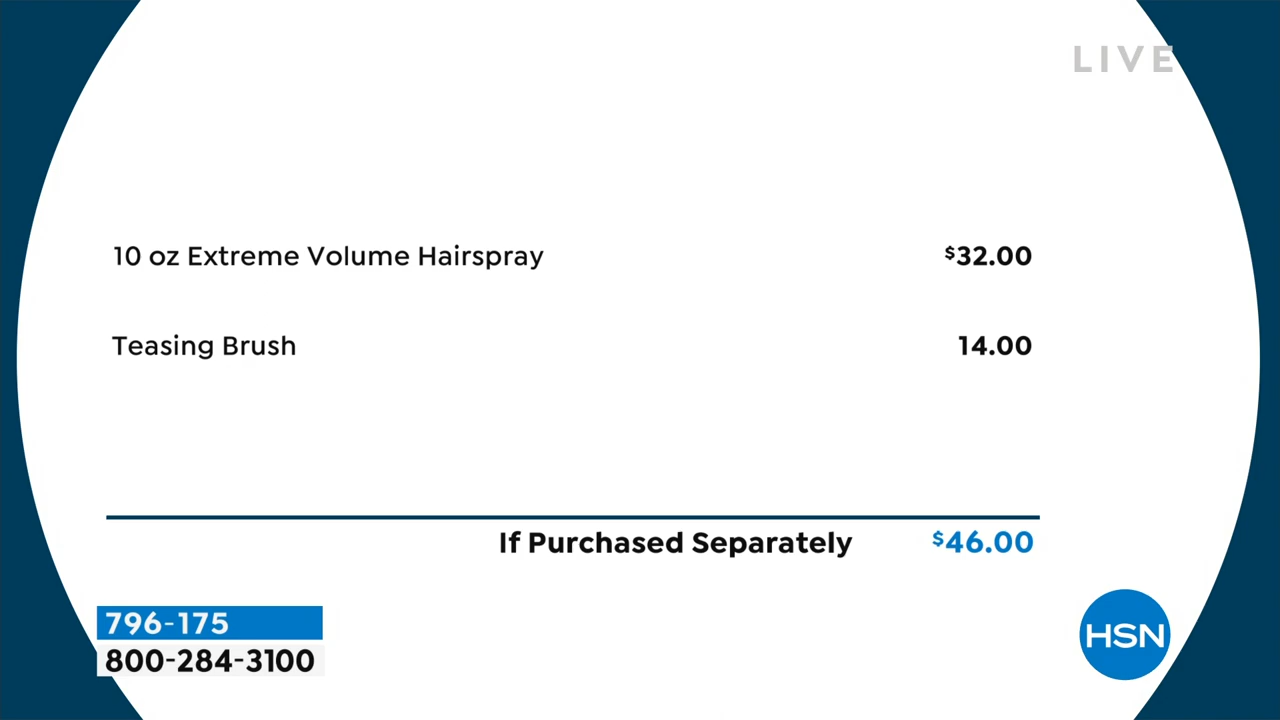 LIVE
10 oz Extreme Volume Hairspray $32.00
Teasing Brush 14.00
If Purchased Separately $46.00
796-175
800-284-3100
HSN